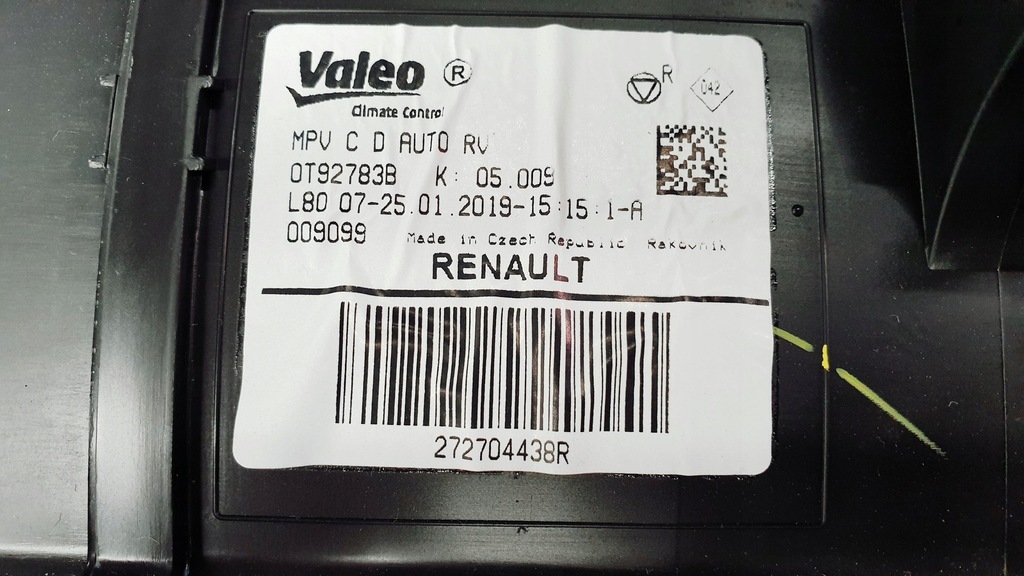 Valeo ®
Climate Control
R
042
MPV C D AUTO RV
0T92783B K: 05.009
L80 07-25.01.2019-15:15:1-A
009099 Made in Czech Republic Rakovnik
RENAULT
272704438R